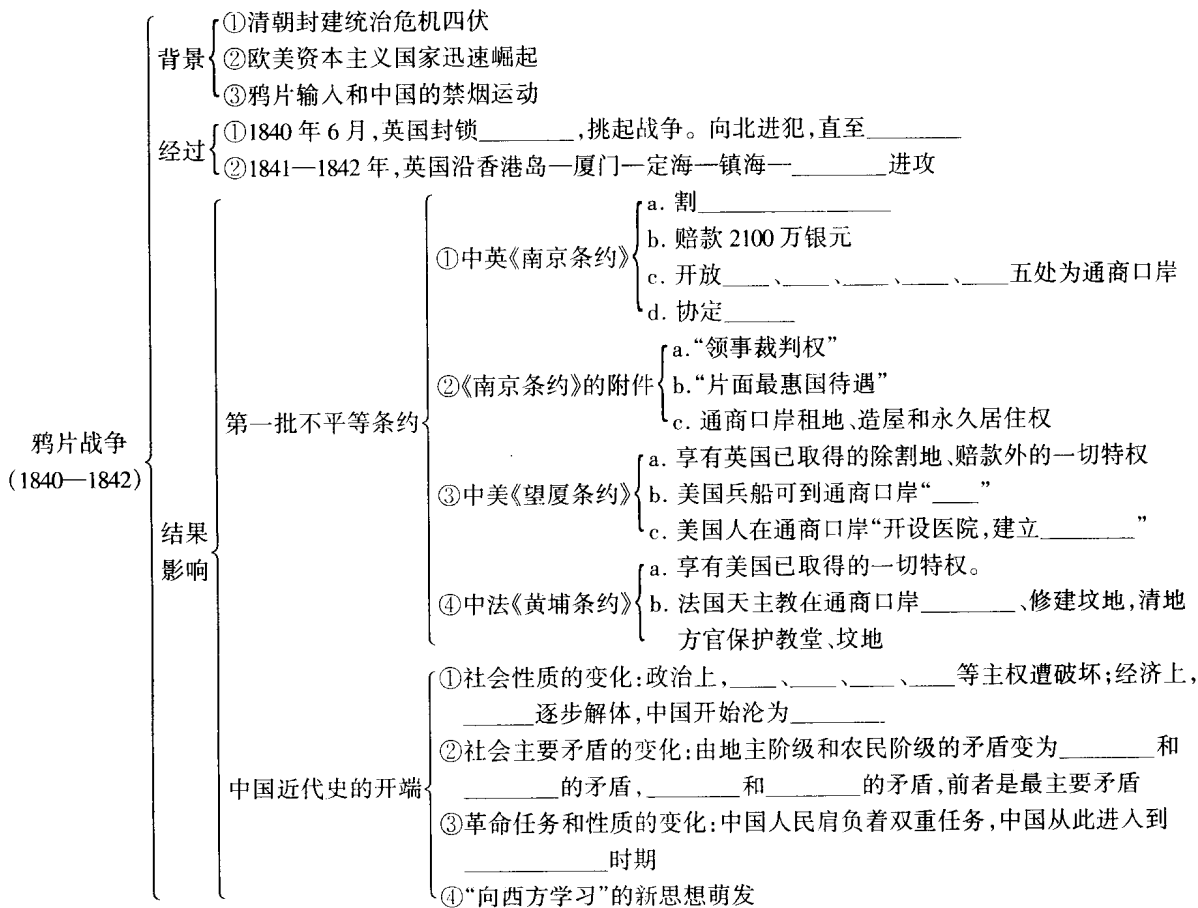 ①清朝封建统治危机四伏
背景
②欧美资本主义国家迅速崛起
③鸦片输入和中国的禁烟运动
经过
①1840年6月,英国封锁________,挑起战争。向北进犯,直至________
②1841—1842年,英国沿香港岛—厦门—定海—镇海—________进攻
a. 割________________
①中英《南京条约》
b. 赔款2100万银元
c. 开放____、____、____、____、____五处为通商口岸
d. 协定______
a.“领事裁判权”
②《南京条约》的附件
b.“片面最惠国待遇”
c. 通商口岸租地、造屋和永久居住权
第一批不平等条约
鸦片战争
(1840—1842)
a. 享有英国已取得的除割地、赔款外的一切特权
③中美《望厦条约》
b. 美国兵船可到通商口岸“____”
c. 美国人在通商口岸“开设医院,建立________”
结果
影响
a. 享有美国已取得的一切特权。
④中法《黄埔条约》
b. 法国天主教在通商口岸________、修建坟地,清地
方官保护教堂、坟地
①社会性质的变化:政治上,____、____、____、____等主权遭破坏;经济上,
______逐步解体,中国开始沦为________
②社会主要矛盾的变化:由地主阶级和农民阶级的矛盾变为________和
中国近代史的开端
________的矛盾,________和________的矛盾,前者是最主要矛盾
③革命任务和性质的变化:中国人民肩负着双重任务,中国从此进入到
____________时期
④“向西方学习”的新思想萌发